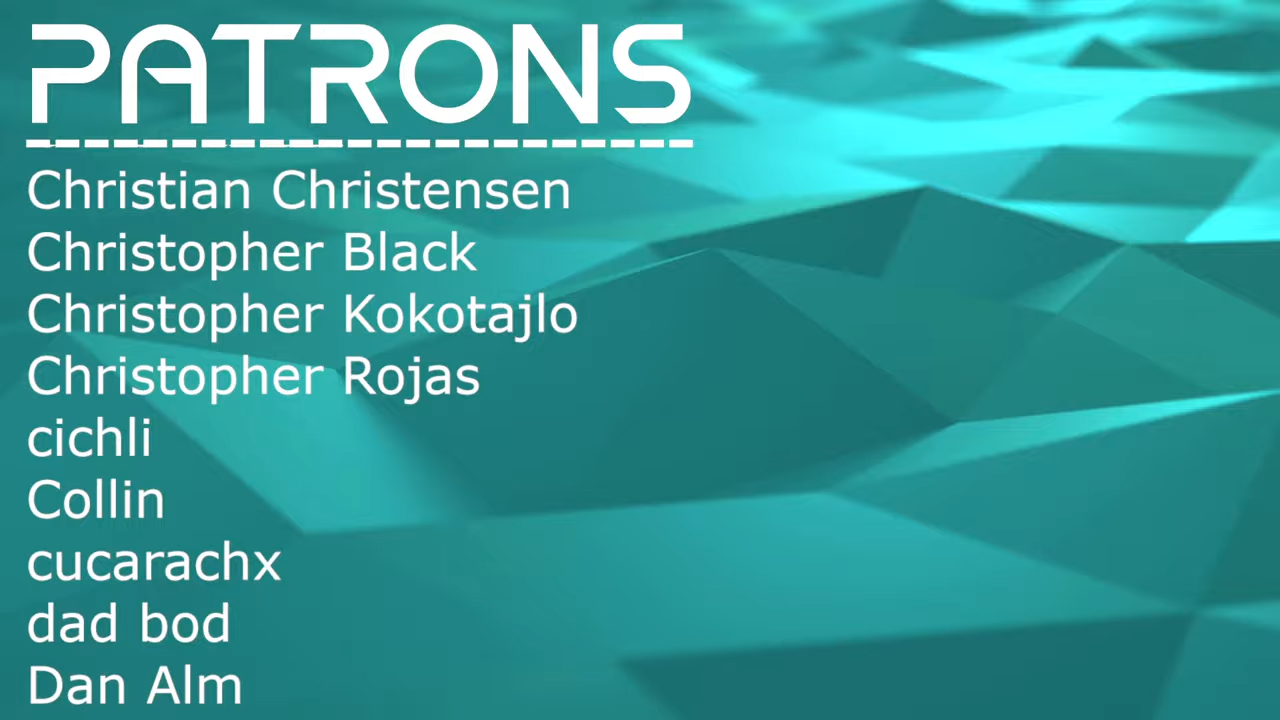 PATRONS
Christian Christensen
Christopher Black
Christopher Kokotajlo
Christopher Rojas
cichli
Collin
cucarachx
dad bod
Dan Alm